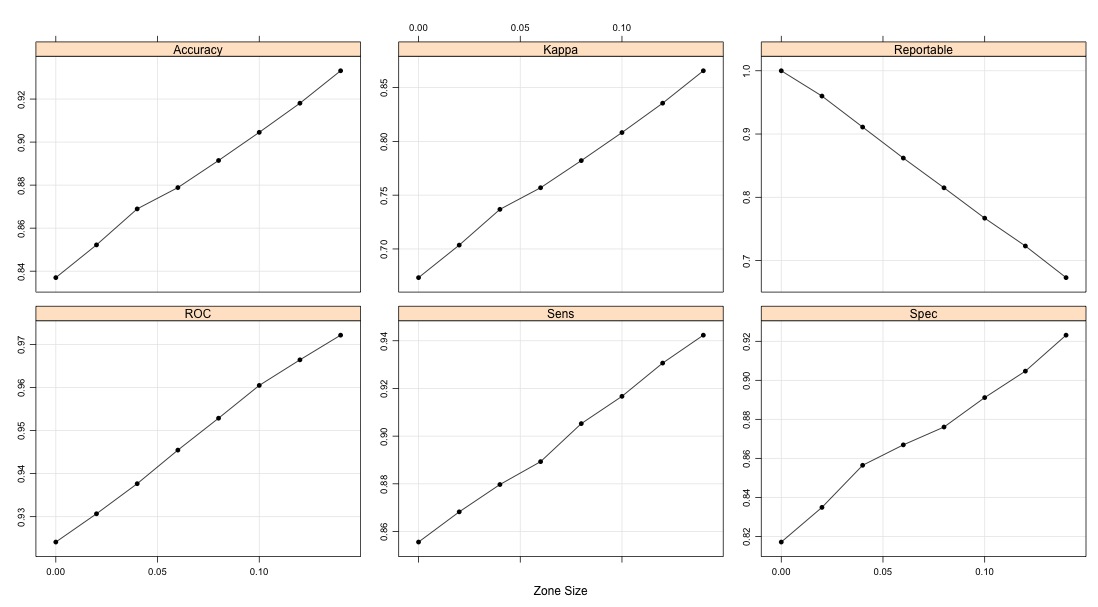 0.00 0.05 0.10
Accuracy Kappa Reportable
0.84 0.86 0.88 0.90 0.92
0.70 0.75 0.80 0.85
0.7 0.8 0.9 1.0
ROC Sens Spec
0.93 0.94 0.95 0.96 0.97
0.86 0.88 0.90 0.92 0.94
0.82 0.84 0.86 0.88 0.90 0.92
0.00 0.05 0.10 0.00 0.05 0.10
Zone Size